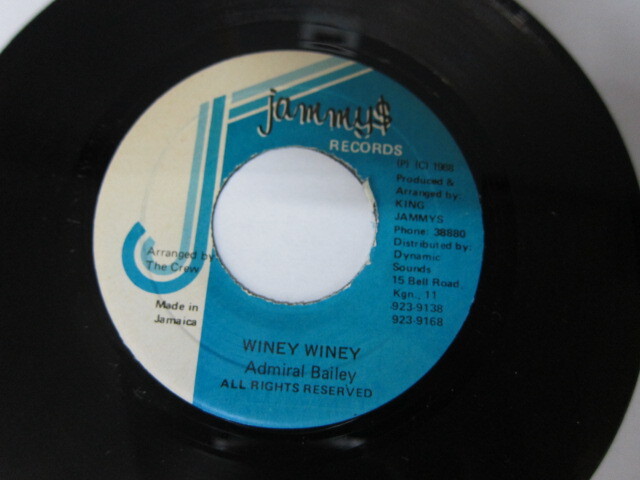 jammy$
RECORDS
(P) (C) 1988
Produced &
Arranged by:
KING
JAMMYS
Phone: 38880
Distributed by:
Dynamic
Sounds
15 Bell Road,
Kgn., 11
923-9138
923-9168
Arranged by
The Crew
Made in
Jamaica
WINEY WINEY
Admiral Bailey
ALL RIGHTS RESERVED